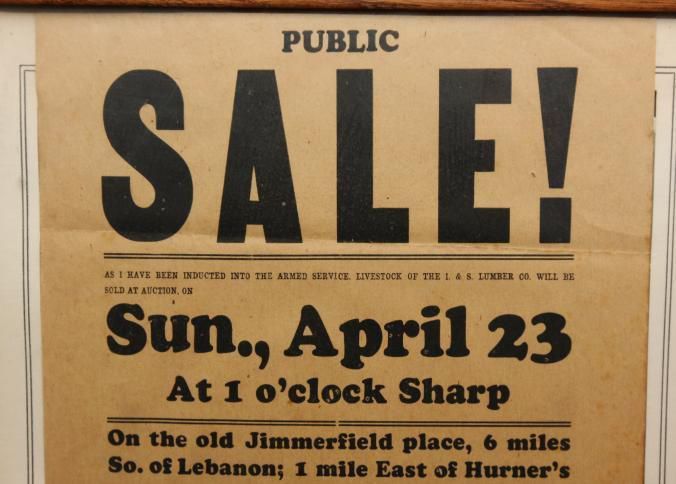 PUBLIC
SALE!
AS I HAVE BEEN INDUCTED INTO THE ARMED SERVICE. LIVESTOCK OF THE I. & S. LUMBER CO. WILL BE
SOLD AT AUCTION, ON
Sun., April 23
At 1 o'clock Sharp
On the old Jimmerfield place, 6 miles
So. of Lebanon; 1 mile East of Hurner's